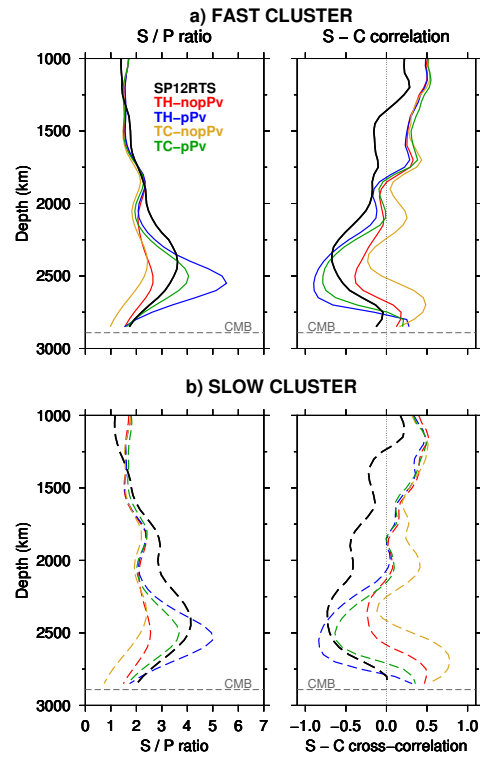 a) FAST CLUSTER
S / P ratio
S − C correlation
1000
1500
2000
2500
3000
Depth (km)
SP12RTS
TH−nopPv
TH−pPv
TC−nopPv
TC−pPv
CMB
CMB
b) SLOW CLUSTER
1000
1500
2000
2500
3000
Depth (km)
CMB
CMB
0 1 2 3 4 5 6 7
−1.0 −0.5 0.0 0.5 1.0
S / P ratio
S − C cross−correlation